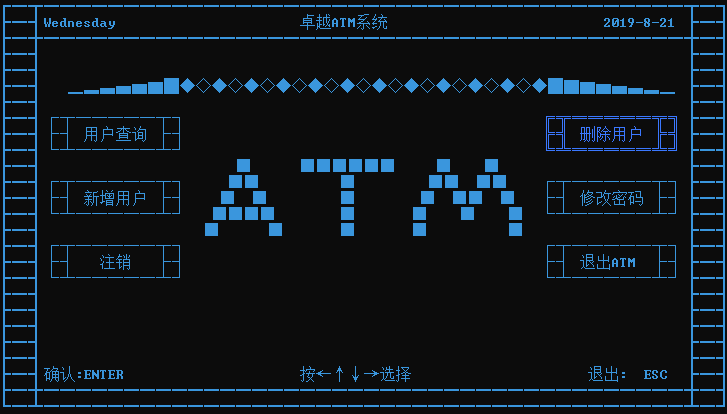 Wednesday 卓越ATM系统 2019-8-21
用户查询 删除用户
ATM
新增用户 修改密码
注销 退出ATM
确认:ENTER 按←↑↓→选择 退出: ESC